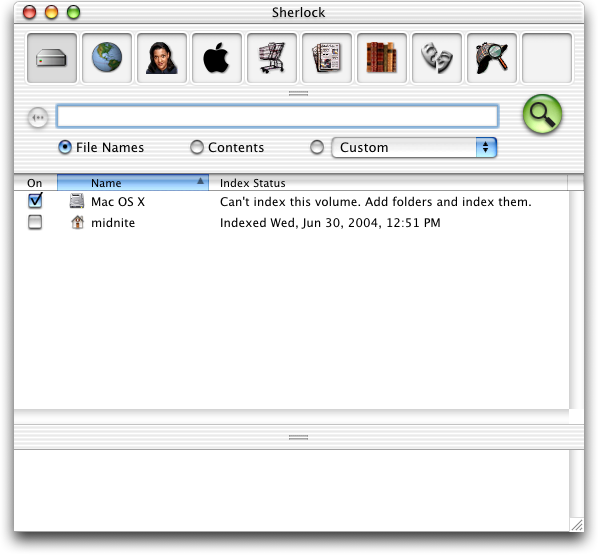 Sherlock
File Names Contents Custom
On Name Index Status
Mac OS X Can't index this volume. Add folders and index them.
midnite Indexed Wed, Jun 30, 2004, 12:51 PM